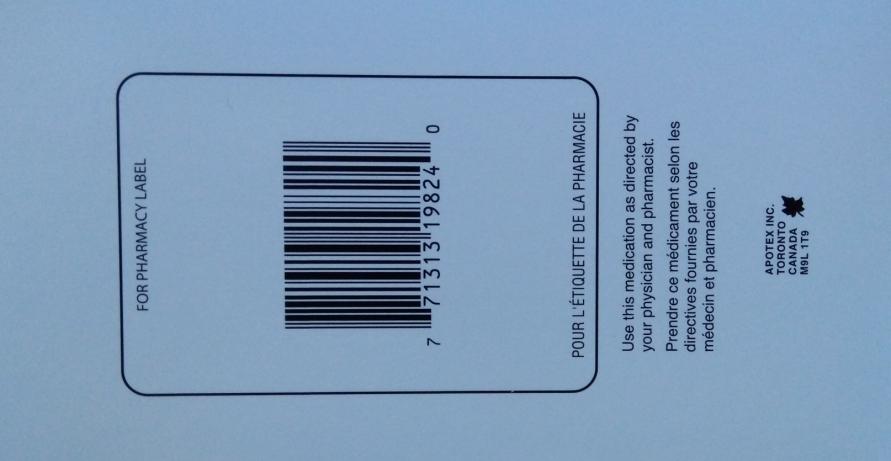 FOR PHARMACY LABEL
7 71313 19824 0
POUR L'ÉTIQUETTE DE LA PHARMACIE
Use this medication as directed by
your physician and pharmacist.
Prendre ce médicament selon les
directives fournies par votre
médecin et pharmacien.
APOTEX INC.
TORONTO
CANADA
M9L 1T9